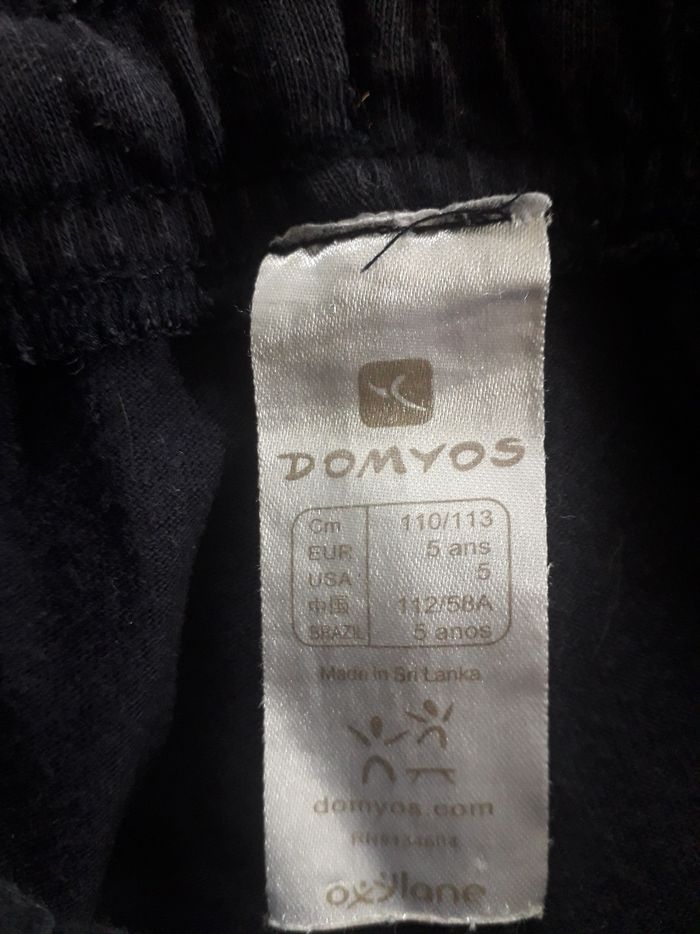 DOMYOS
Cm 110/113
EUR 5 ans
USA 5
中国 112/58A
BRAZIL 5 anos
Made in Sri Lanka
domyos.com
oxylane